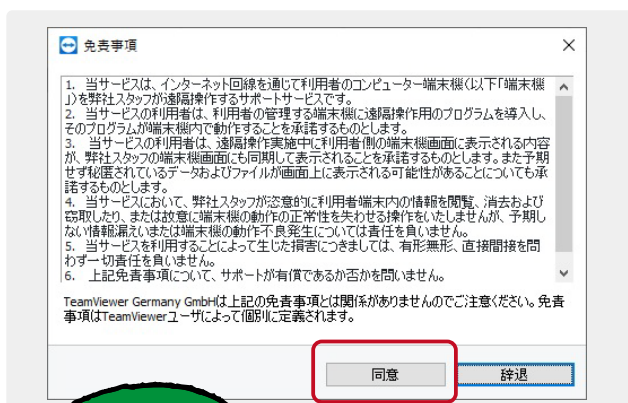 免責事項
1. 当サービスは、インターネット回線を通じて利用者のコンピューター端末機(以下「端末機
」)を弊社スタッフが遠隔操作するサポートサービスです。
2. 当サービスの利用者は、利用者の管理する端末機に遠隔操作用のプログラムを導入し、
そのプログラムが端末機内で動作することを承諾するものとします。
3. 当サービスの利用者は、遠隔操作実施中に利用者側の端末機画面に表示される内容
が、弊社スタッフの端末機画面にも同期して表示されることを承諾するものとします。また予期
せず秘匿されているデータおよびファイルが画面上に表示される可能性があることについても承
諾するものとします。
4. 当サービスにおいて、弊社スタッフが恣意的に利用者端末内の情報を閲覧、消去および
窃取したり、または故意に端末機の動作の正常性を失わせる操作をいたしませんが、予期し
ない情報漏えいまたは端末機の動作不良発生については責任を負いません。
5. 当サービスを利用することによって生じた損害につきましては、有形無形、直接間接を問
わず一切責任を負いません。
6. 上記免責事項について、サポートが有償であるか否かを問いません。
TeamViewer Germany GmbHは上記の免責事項とは関係がありませんのでご注意ください。免責
事項はTeamViewerユーザによって個別に定義されます。
同意
辞退